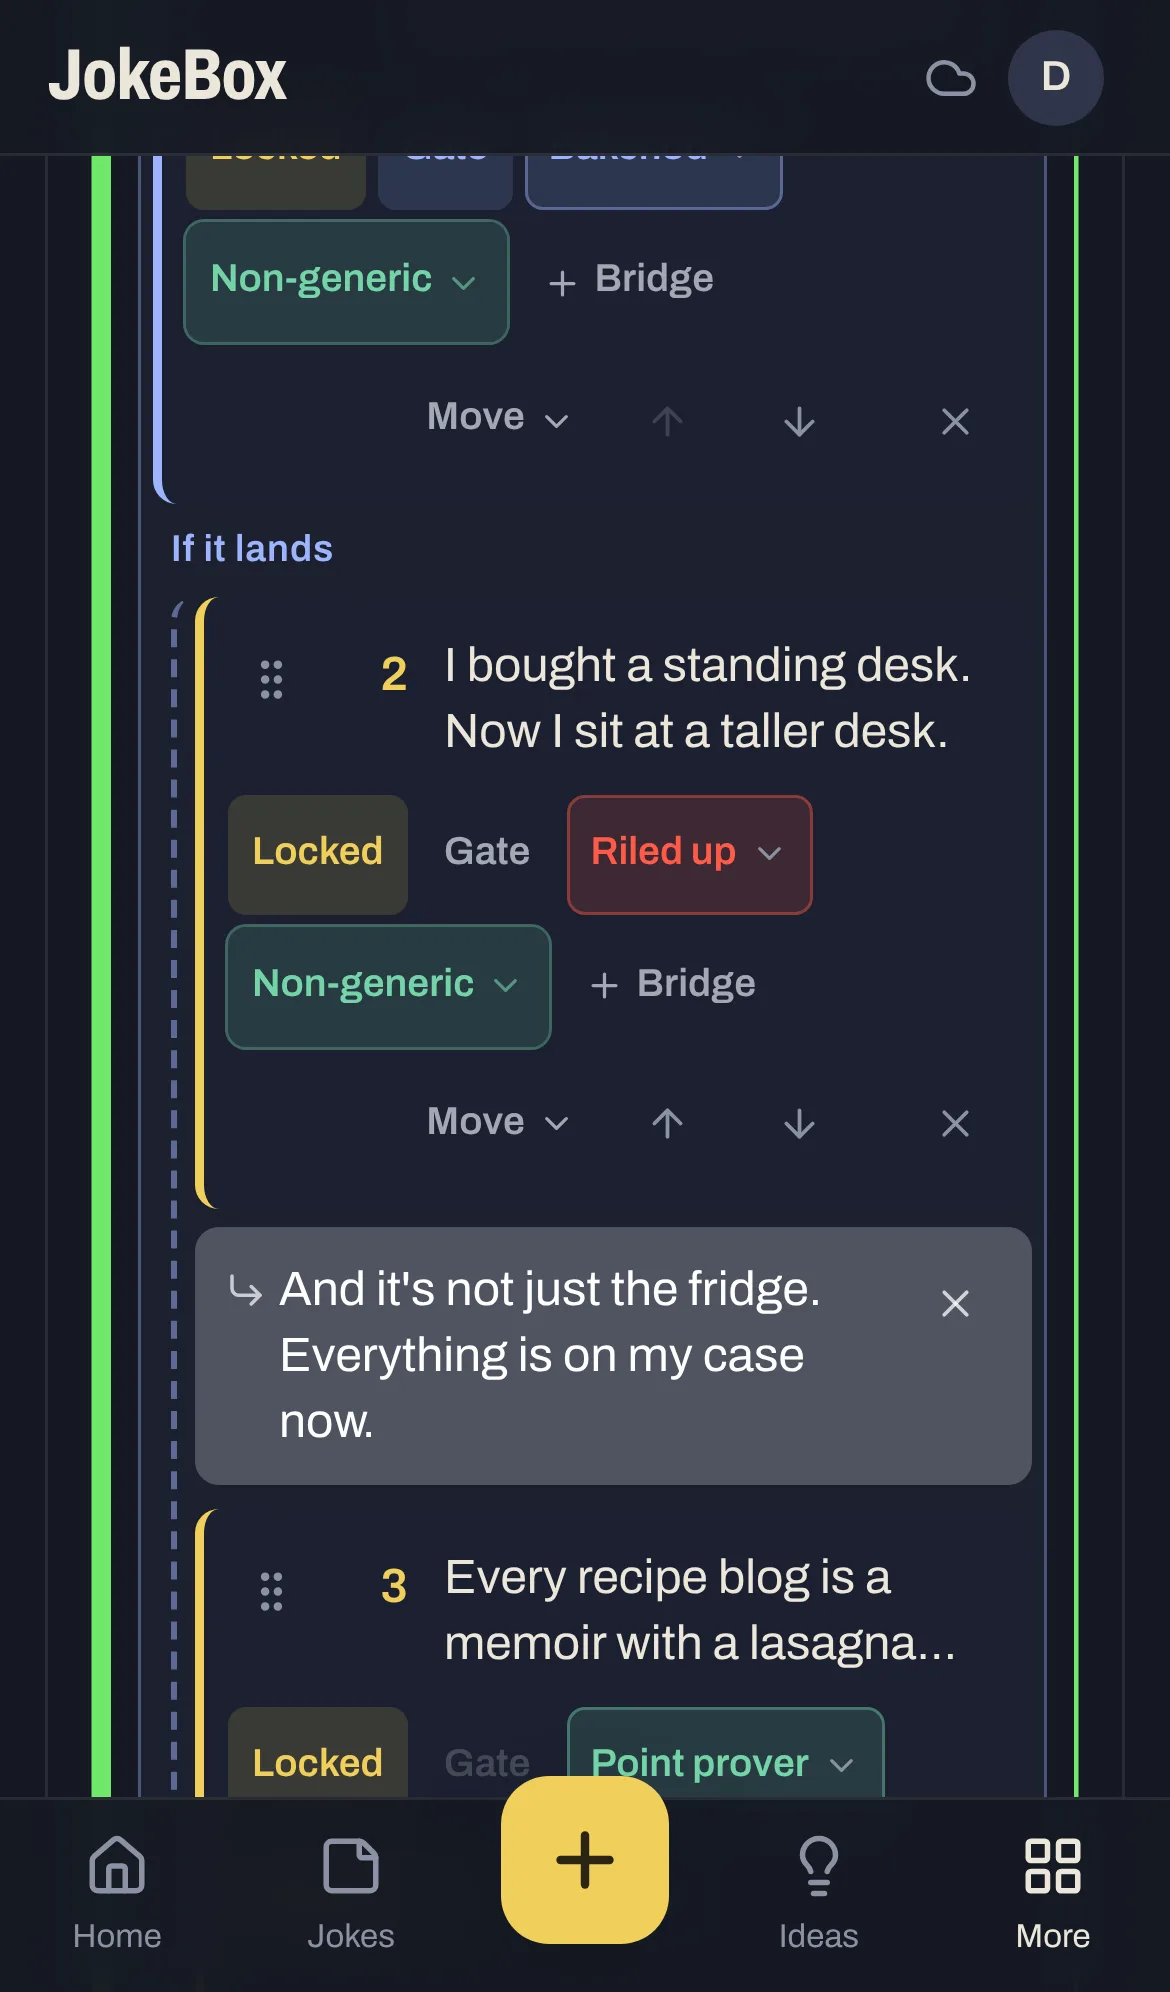 JokeBox
D
Locked Gate
Non-generic + Bridge
Move
If it lands
2 I bought a standing desk.
Now I sit at a taller desk.
Locked Gate Riled up
Non-generic + Bridge
Move
And it's not just the fridge.
Everything is on my case
now.
3 Every recipe blog is a
memoir with a lasagna...
Locked Gate Point prover
Home Jokes Ideas More